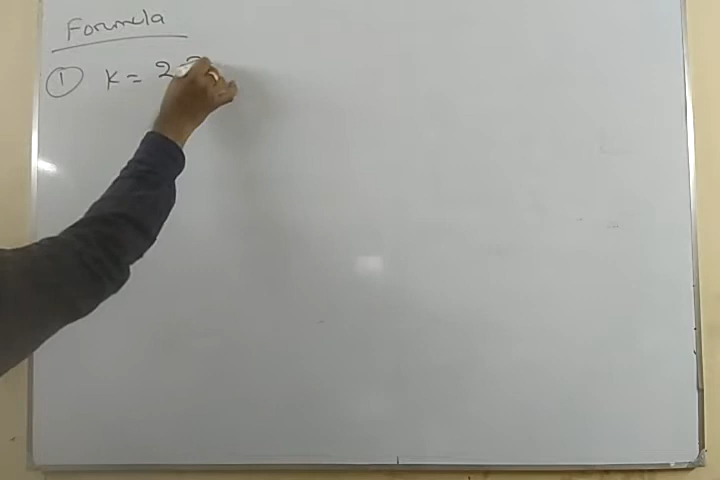 Formula
① K = 2